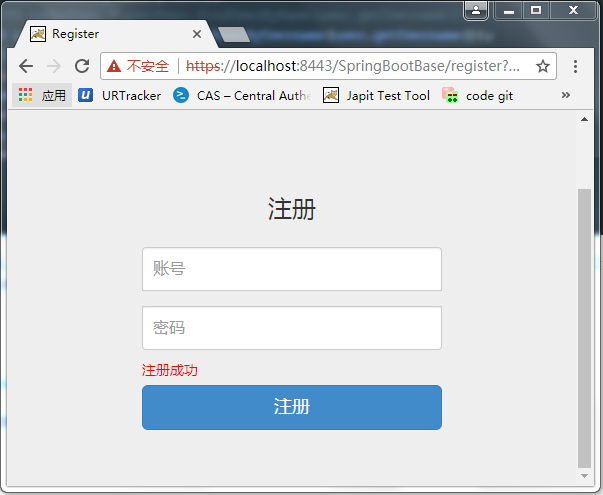 Register
不安全 https://localhost:8443/SpringBootBase/register?...
应用 URTracker CAS – Central Authe Japit Test Tool code git »
注册
账号
密码
注册成功
注册